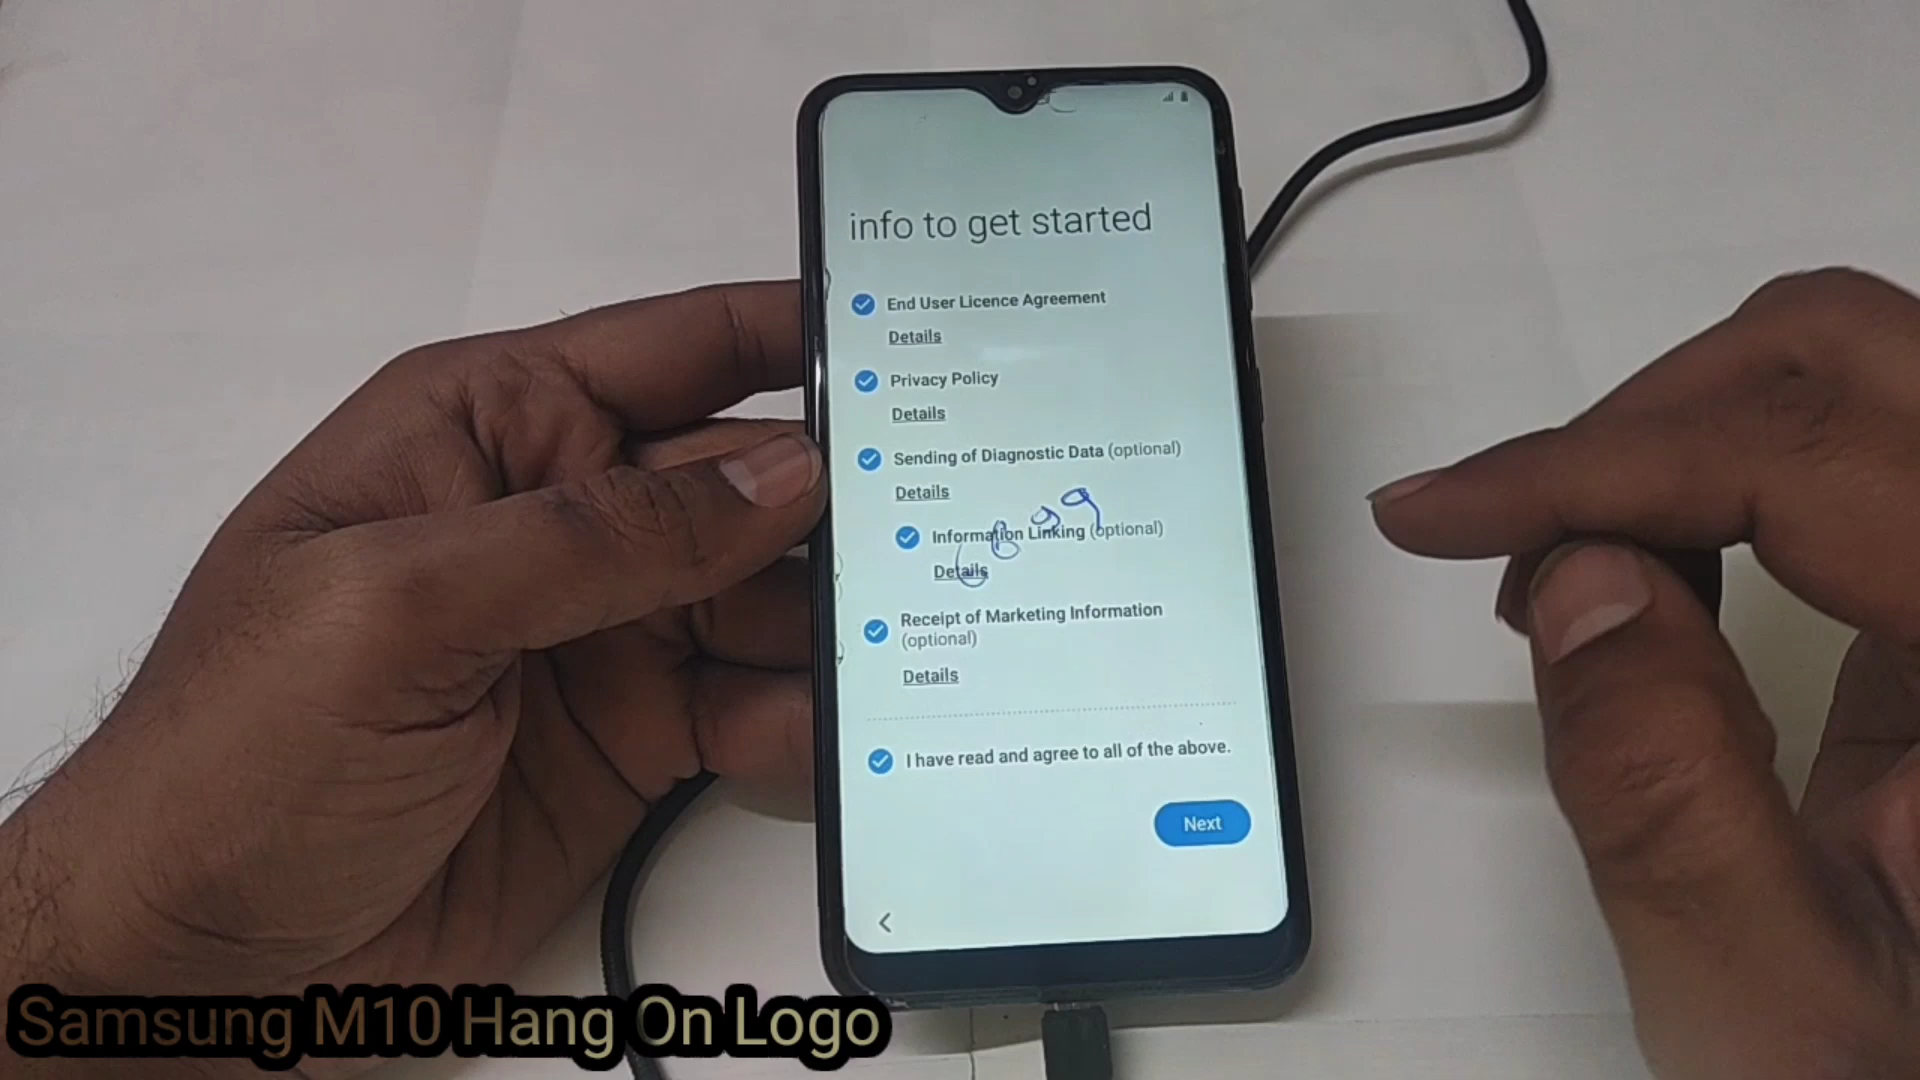 info to get started
End User Licence Agreement
Details
Privacy Policy
Details
Sending of Diagnostic Data (optional)
Details
Information Linking (optional)
Details
Receipt of Marketing Information
(optional)
Details
I have read and agree to all of the above.
Next
Samsung M10 Hang On Logo